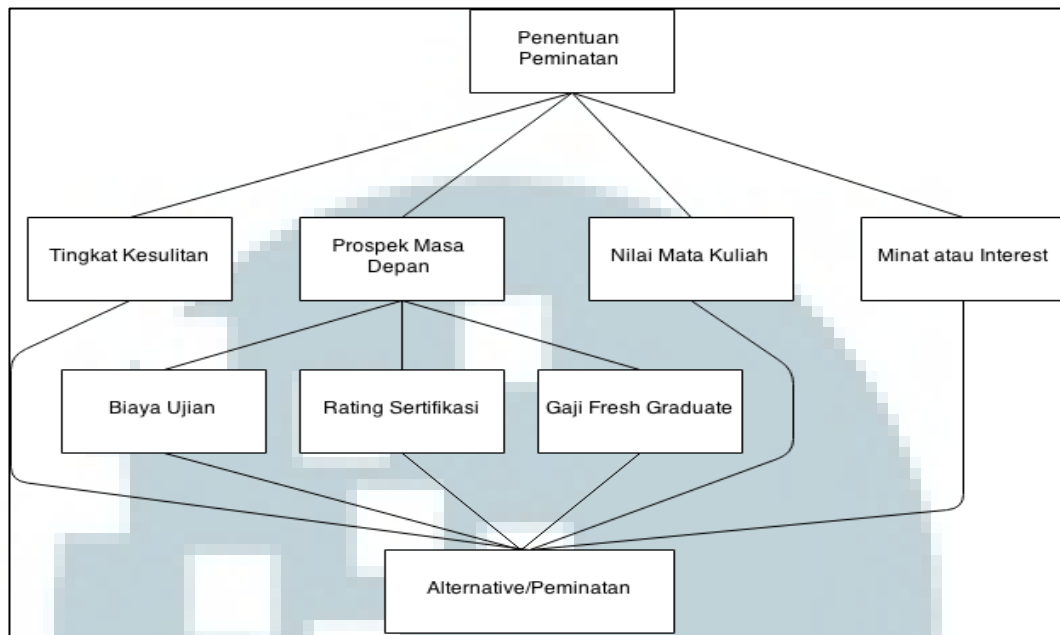 Penentuan
Peminatan
Tingkat Kesulitan
Prospek Masa
Depan
Nilai Mata Kuliah
Minat atau Interest
Biaya Ujian
Rating Sertifikasi
Gaji Fresh Graduate
Alternative/Peminatan